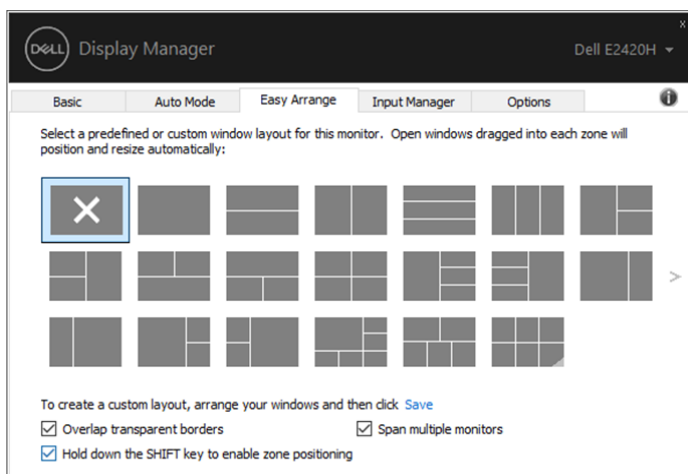 x
DELL Display Manager Dell E2420H
Basic Auto Mode Easy Arrange Input Manager Options
Select a predefined or custom window layout for this monitor. Open windows dragged into each zone will
position and resize automatically:
>
To create a custom layout, arrange your windows and then click Save
Overlap transparent borders Span multiple monitors
Hold down the SHIFT key to enable zone positioning